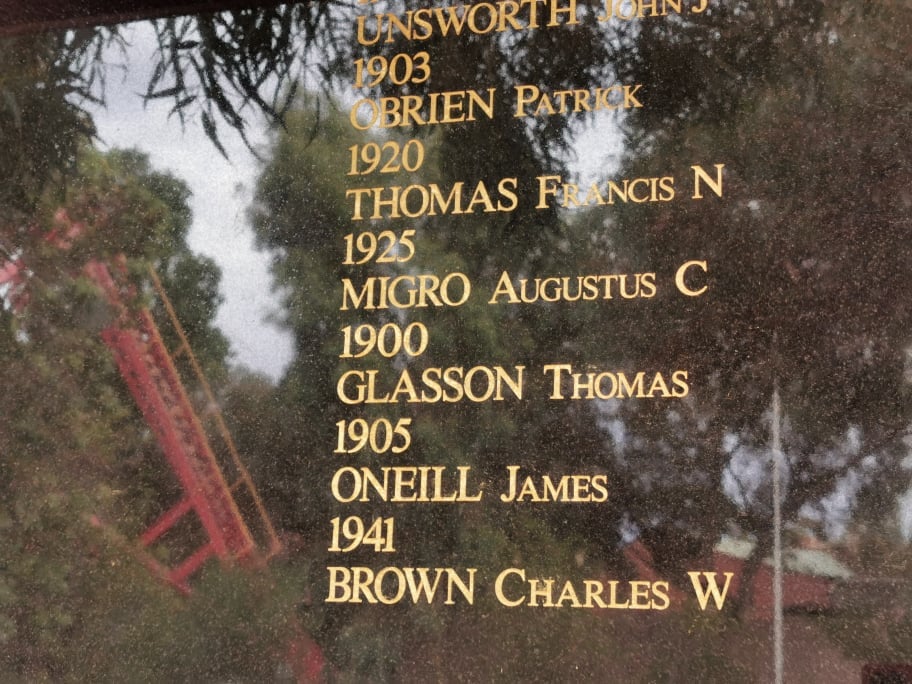 UNSWORTH JOHN J
1903
OBRIEN PATRICK
1920
THOMAS FRANCIS N
1925
MIGRO AUGUSTUS C
1900
GLASSON THOMAS
1905
ONEILL JAMES
1941
BROWN CHARLES W